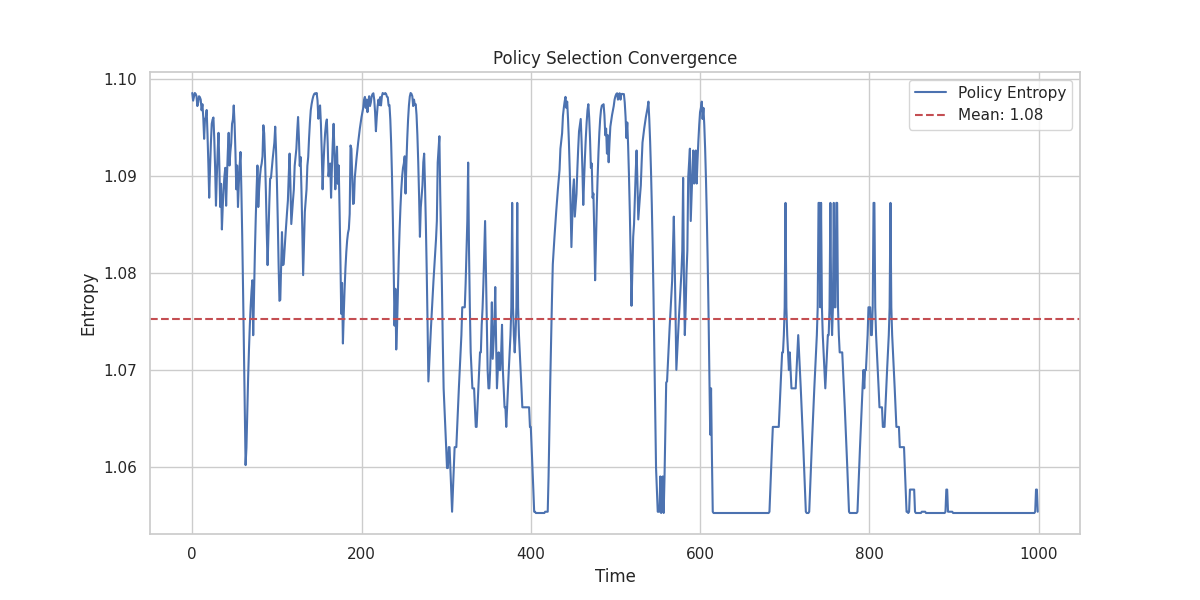 Policy Selection Convergence
Policy Entropy
Mean: 1.08
Entropy
1.10
1.09
1.08
1.07
1.06
0
200
400
600
800
1000
Time